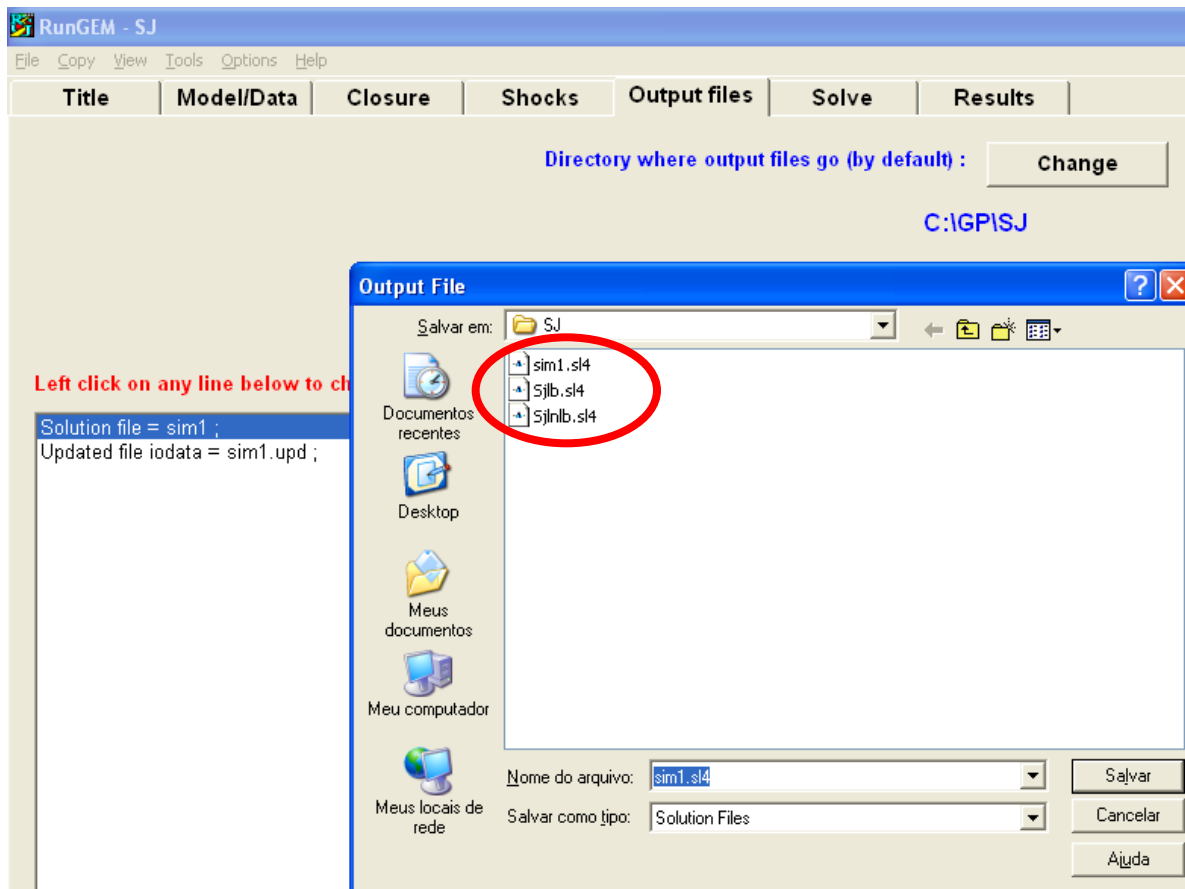 RunGEM - SJ
File Copy View Tools Options Help
Title Model/Data Closure Shocks Output files Solve Results
Directory where output files go (by default) : Change
C:\GP\SJ
Output File
Salvar em: SJ
sim1.sl4
Sjlb.sl4
Sjlnlb.sl4
Left click on any line below to ch
Solution file = sim1 ;
Updated file iodata = sim1.upd ;
Documentos
recentes
Desktop
Meus
documentos
Meu computador
Meus locais de
rede
Nome do arquivo: sim1.sl4 Salvar
Salvar como tipo: Solution Files Cancelar
Ajuda